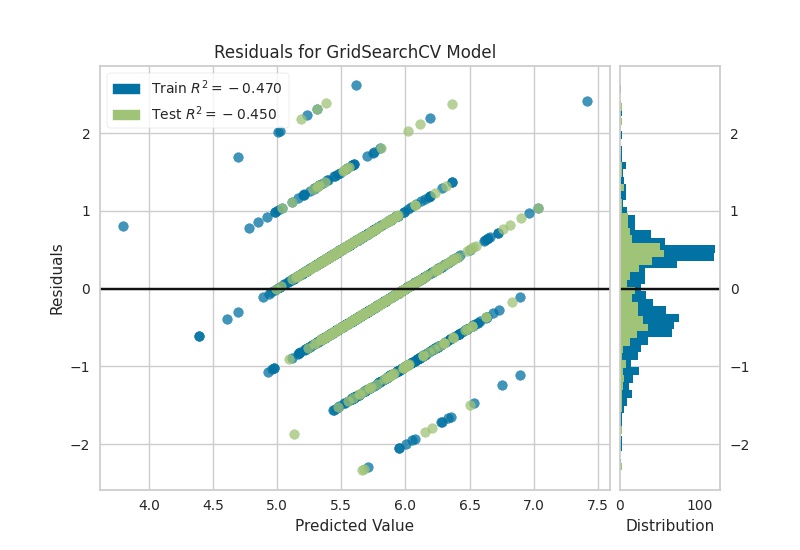 Residuals for GridSearchCV Model
Train R² = −0.470
Test R² = −0.450
Residuals
2
1
0
−1
−2
4.0 4.5 5.0 5.5 6.0 6.5 7.0 7.5
Predicted Value
2
1
0
−1
−2
0 100
Distribution